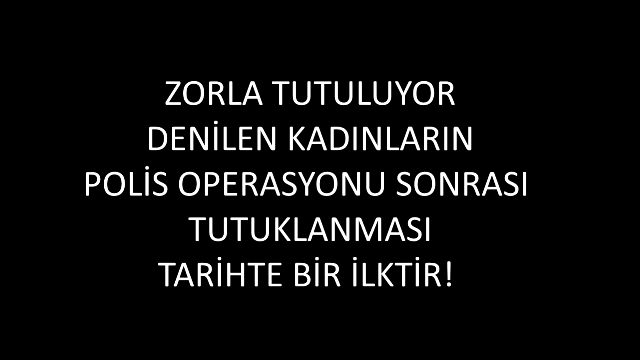 ZORLA TUTULUYOR
DENİLEN KADINLARIN
POLİS OPERASYONU SONRASI
TUTUKLANMASI
TARİHTE BİR İLKTİR!